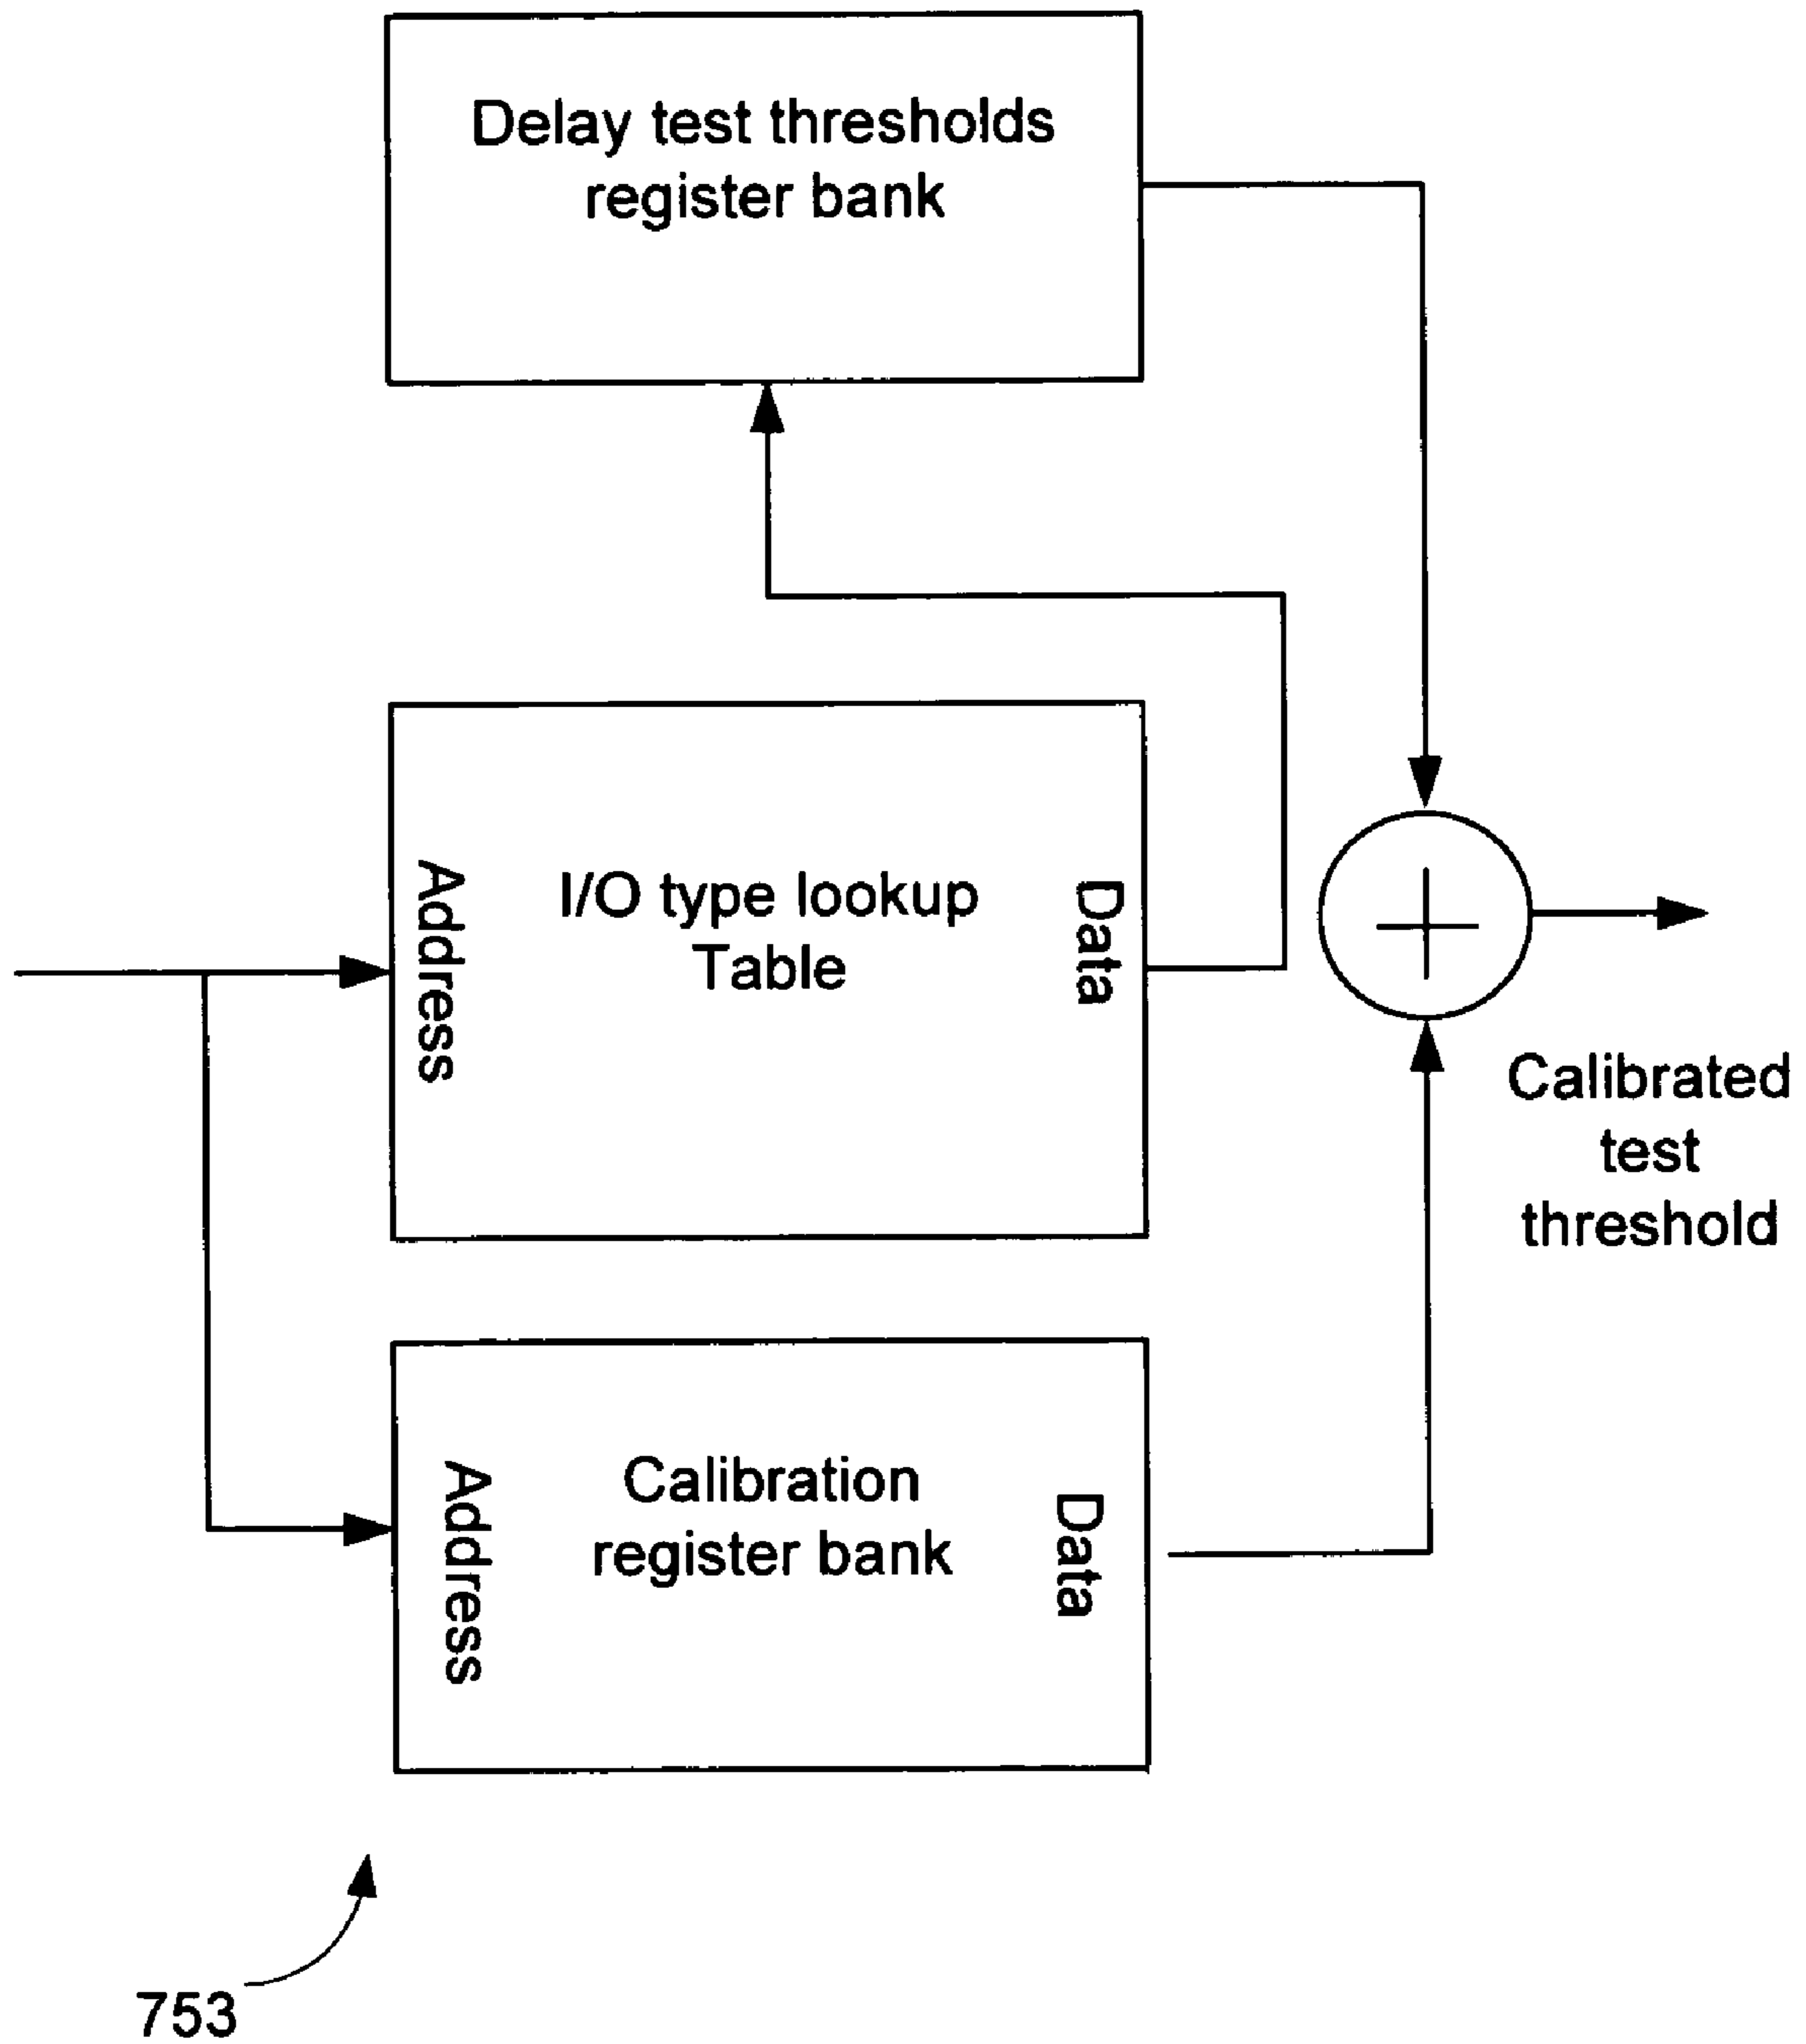 Delay test thresholds
register bank
Address
I/O type lookup
Table
Data
Calibrated
test
threshold
Address
Calibration
register bank
Data
753